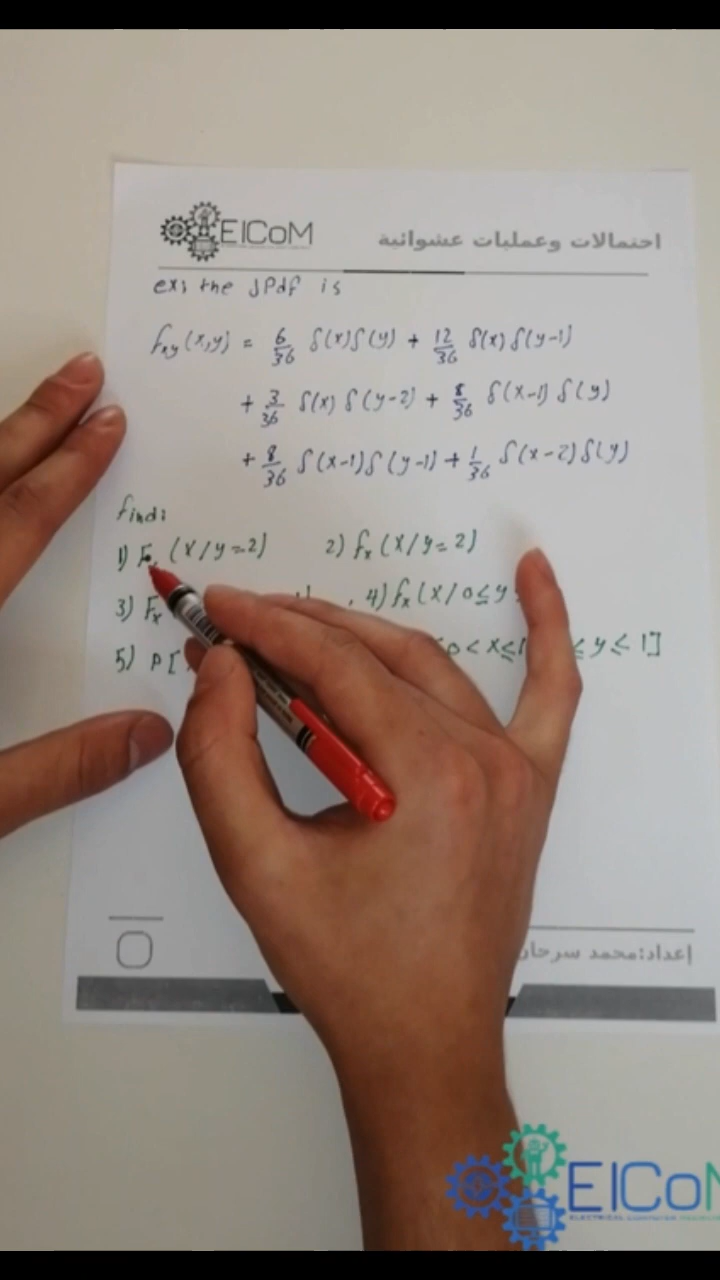 EICoM
احتمالات وعمليات عشوائية
ex: the JPdf is
fxy(x,y) = 6/36 δ(x)δ(y) + 12/36 δ(x) δ(y-1)
+ 3/36 δ(x) δ(y-2) + 8/36 δ(x-1) δ(y)
+ 8/36 δ(x-1) δ(y-1) + 1/36 δ(x-2) δ(y)
find:
1) F (x/y=2) 2) fx (x/y=2)
3) Fx 4) fx (x/0≤y
5) P[ 0<x≤1 ≤y≤1]
إعداد:محمد سرحان
EICoM